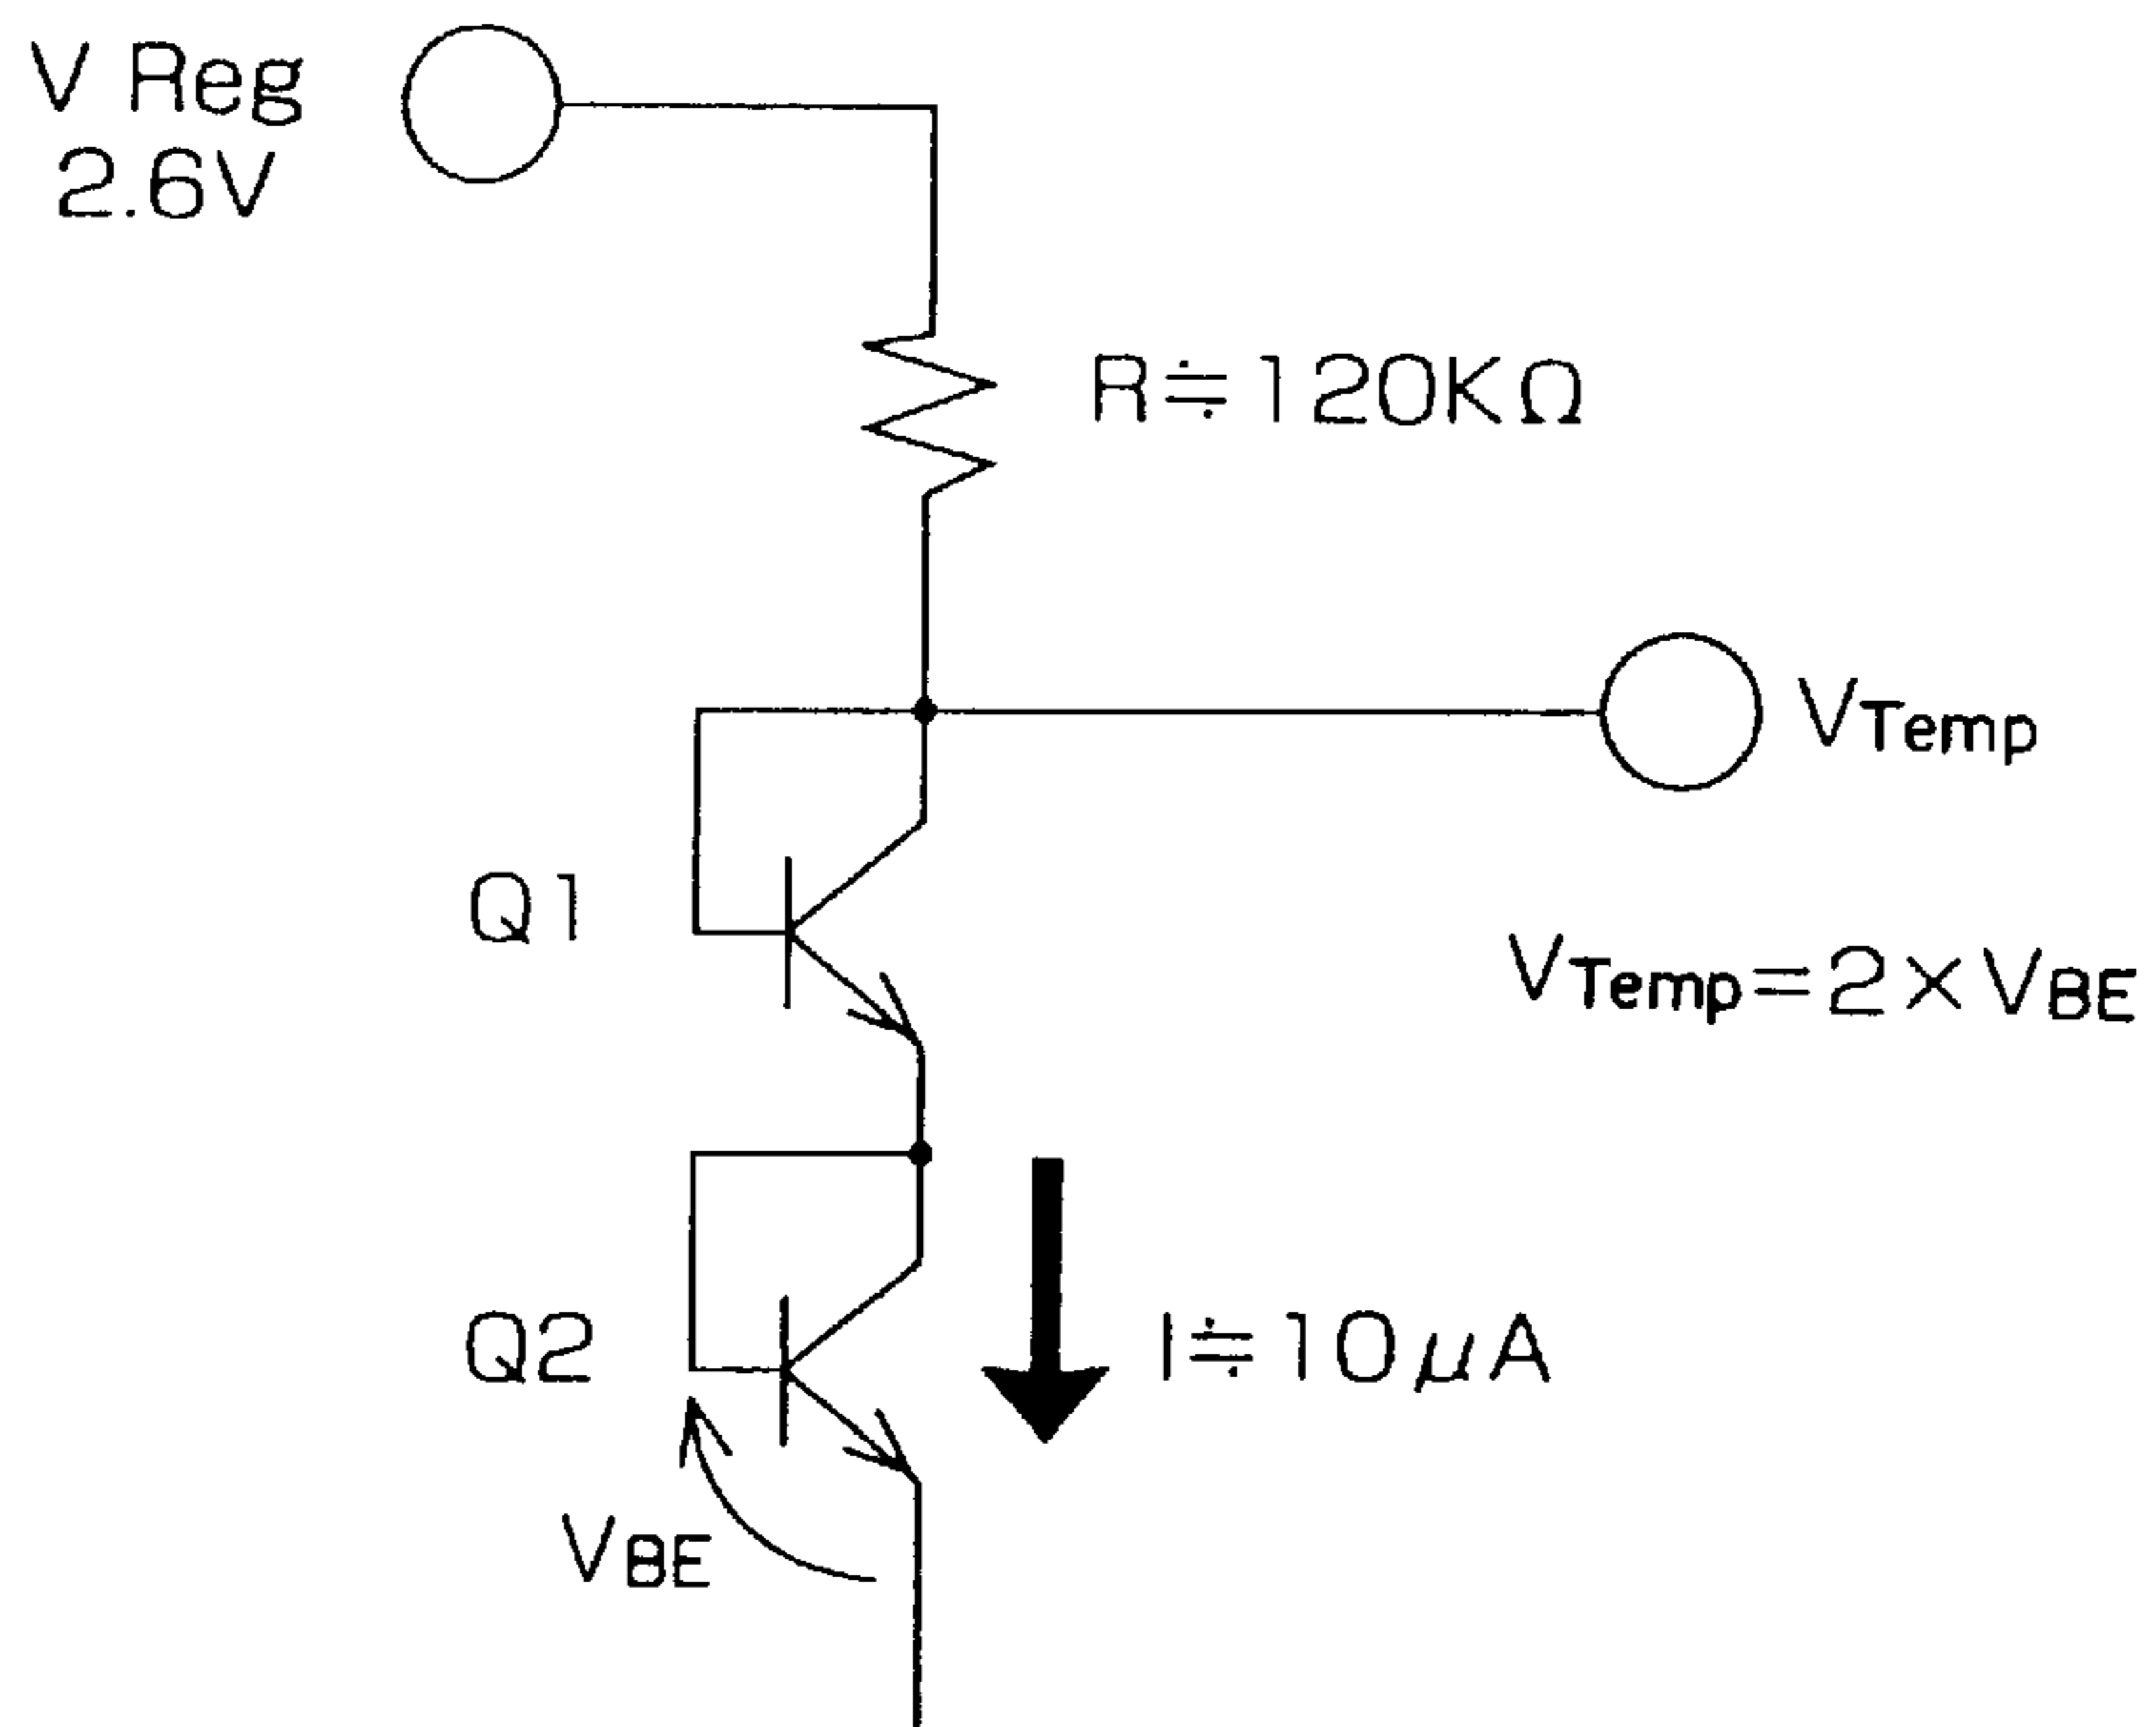 V Reg
2.6V
R≒120KΩ
VTemp
Q1
VTemp=2×VBE
Q2
I≒10μA
VBE